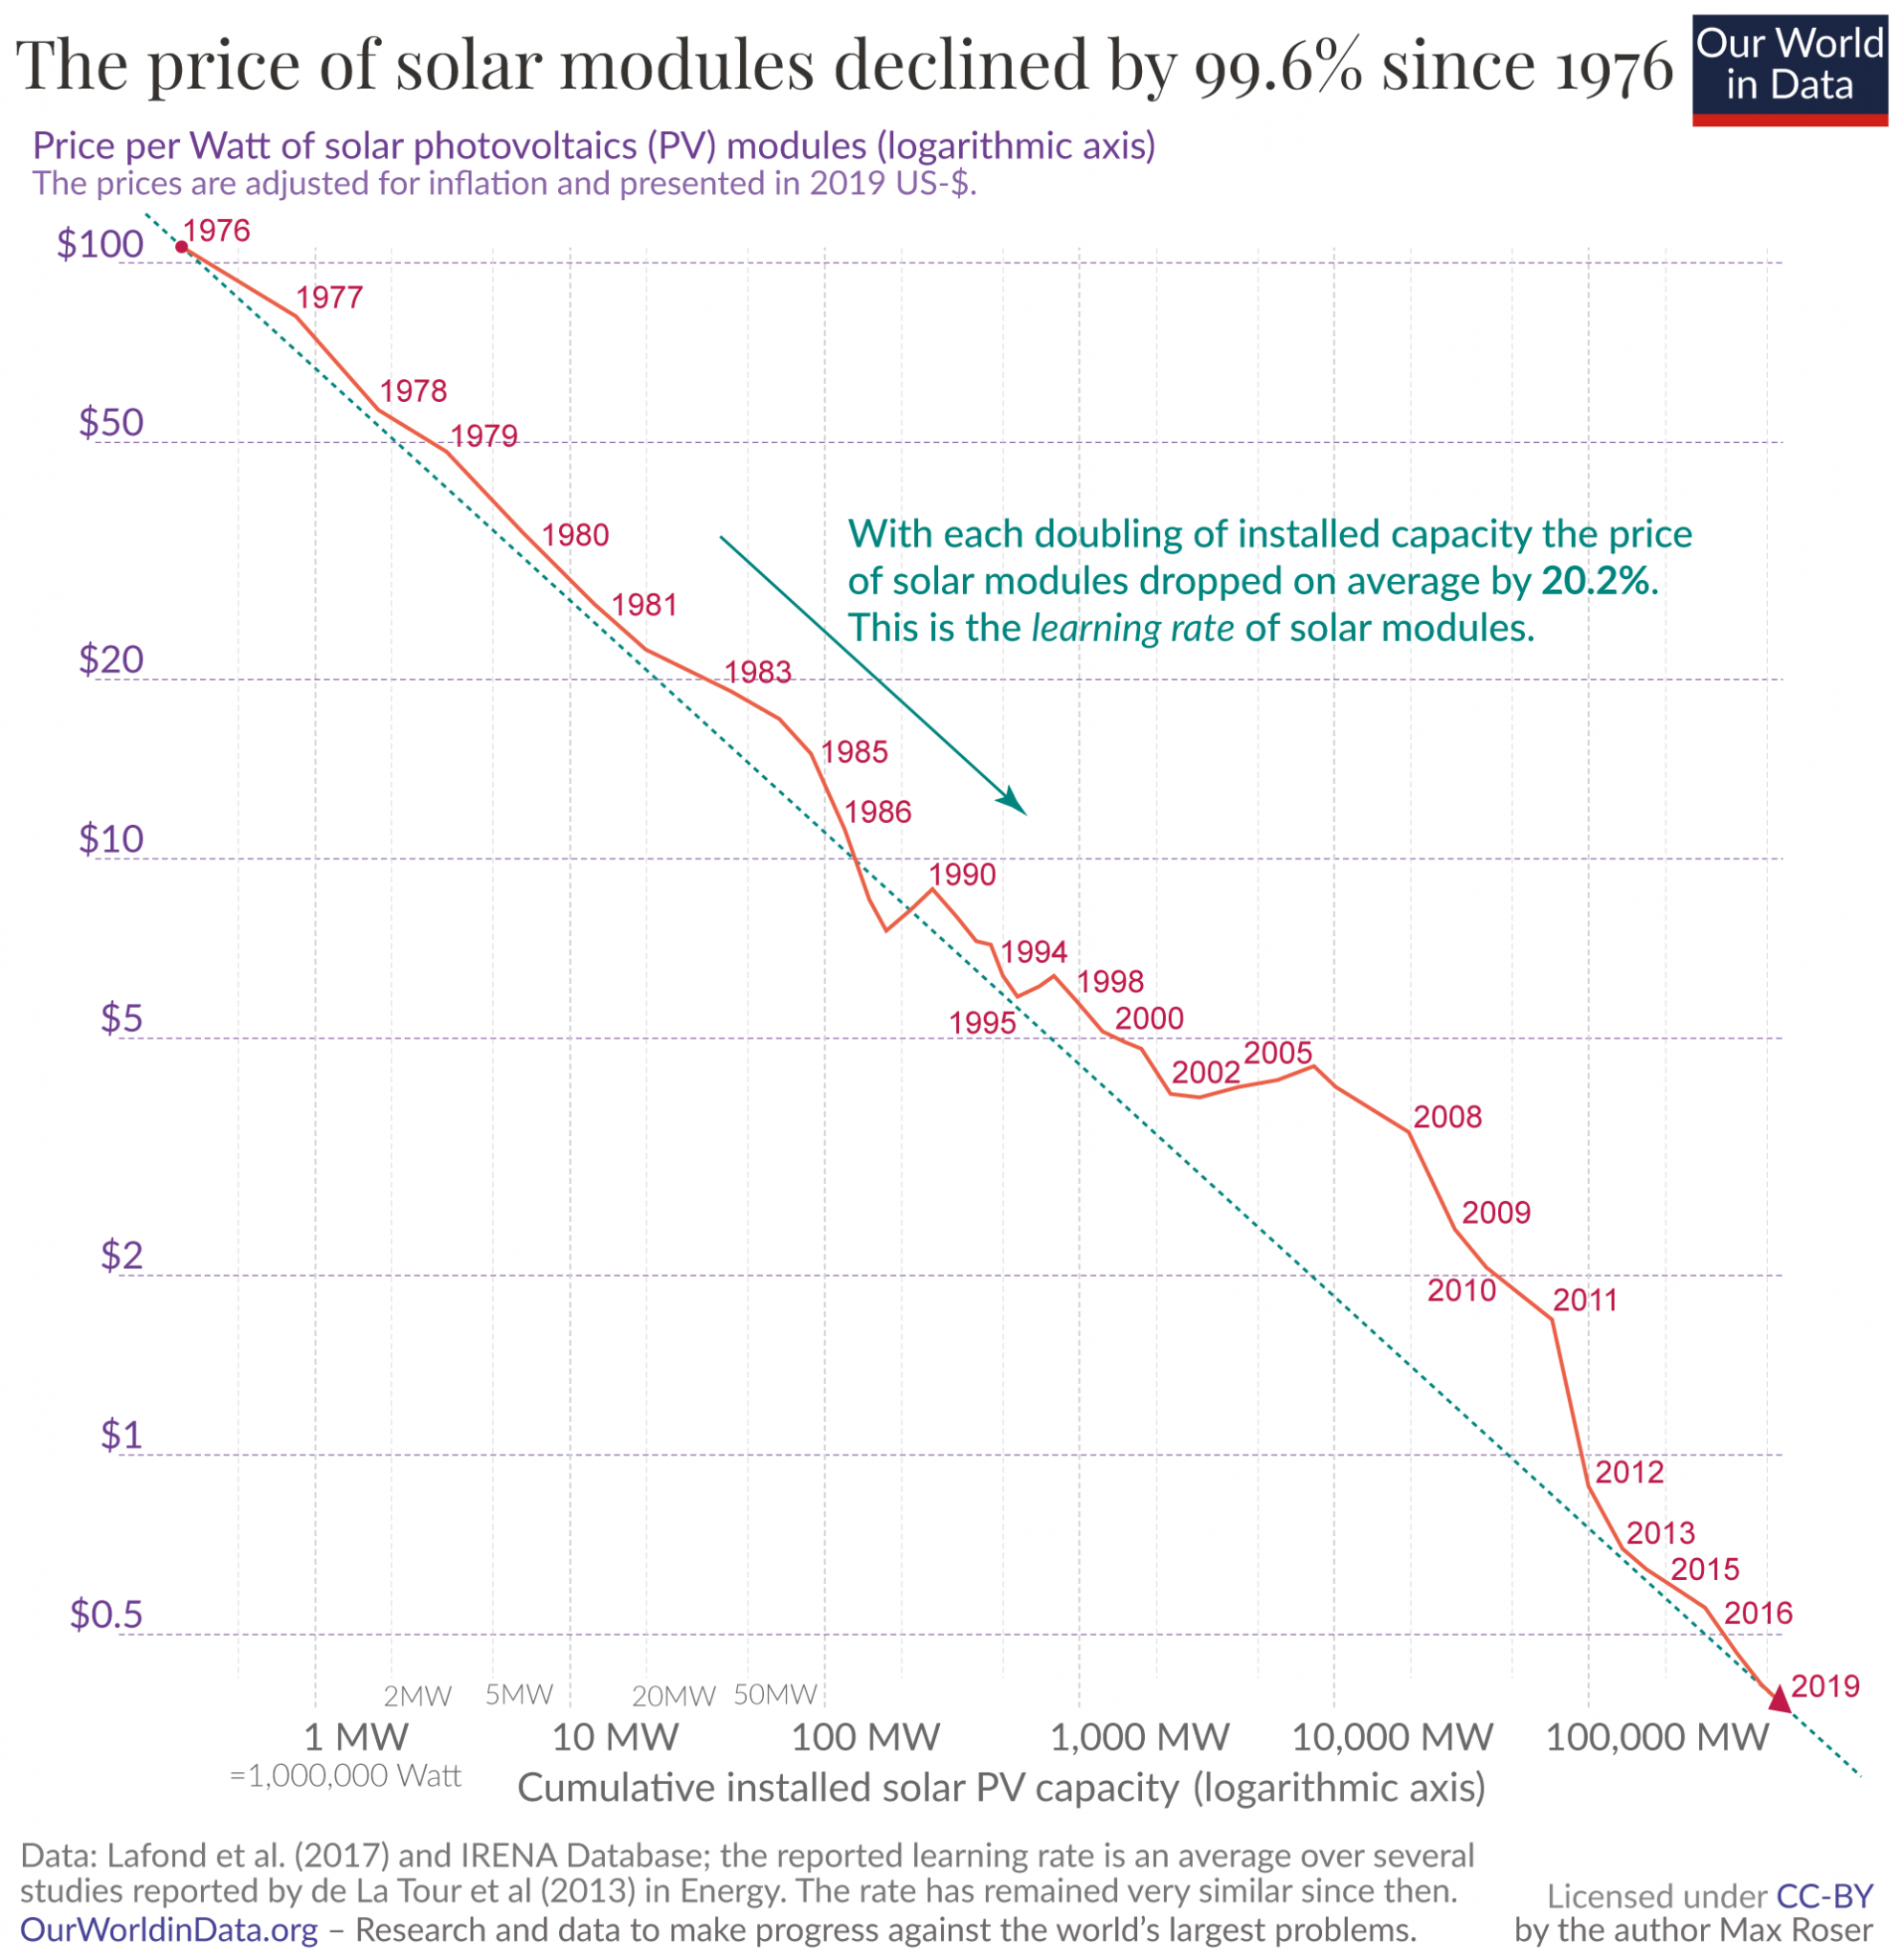 The price of solar modules declined by 99.6% since 1976
Our World
in Data
Price per Watt of solar photovoltaics (PV) modules (logarithmic axis)
The prices are adjusted for inflation and presented in 2019 US-$.
1976
$100
1977
1978
$50
1979
With each doubling of installed capacity the price
of solar modules dropped on average by 20.2%.
This is the learning rate of solar modules.
1980
1981
$20
1983
1985
1986
$10
1990
1994
1998
1995
2000
$5
2005
2002
2008
2009
$2
2010
2011
$1
2012
2013
2015
$0.5
2016
2019
2MW
5MW
20MW
50MW
1 MW
10 MW
100 MW
1,000 MW
10,000 MW
100,000 MW
=1,000,000 Watt
Cumulative installed solar PV capacity (logarithmic axis)
Data: Lafond et al. (2017) and IRENA Database; the reported learning rate is an average over several
studies reported by de La Tour et al (2013) in Energy. The rate has remained very similar since then.
OurWorldinData.org – Research and data to make progress against the world's largest problems.
Licensed under CC-BY
by the author Max Roser